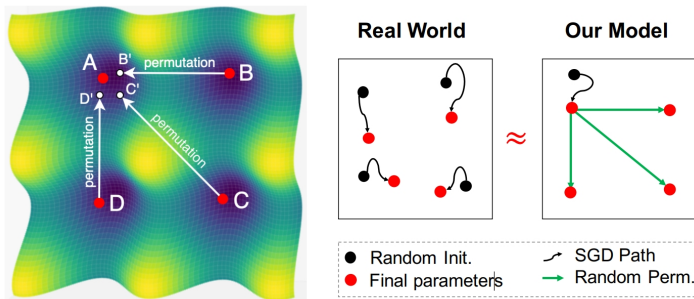 A
B'
permutation
B
D'
C'
permutation
permutation
D
C
Real World
Our Model
≈
Random Init.
SGD Path
Final parameters
Random Perm.